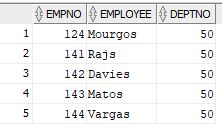 EMPNO EMPLOYEE DEPTNO
1 124 Mourgos 50
2 141 Rajs 50
3 142 Davies 50
4 143 Matos 50
5 144 Vargas 50